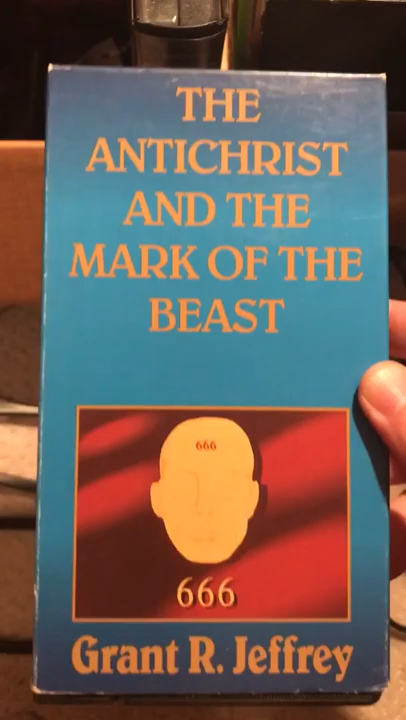 THE
ANTICHRIST
AND THE
MARK OF THE
BEAST
666
666
Grant R. Jeffrey